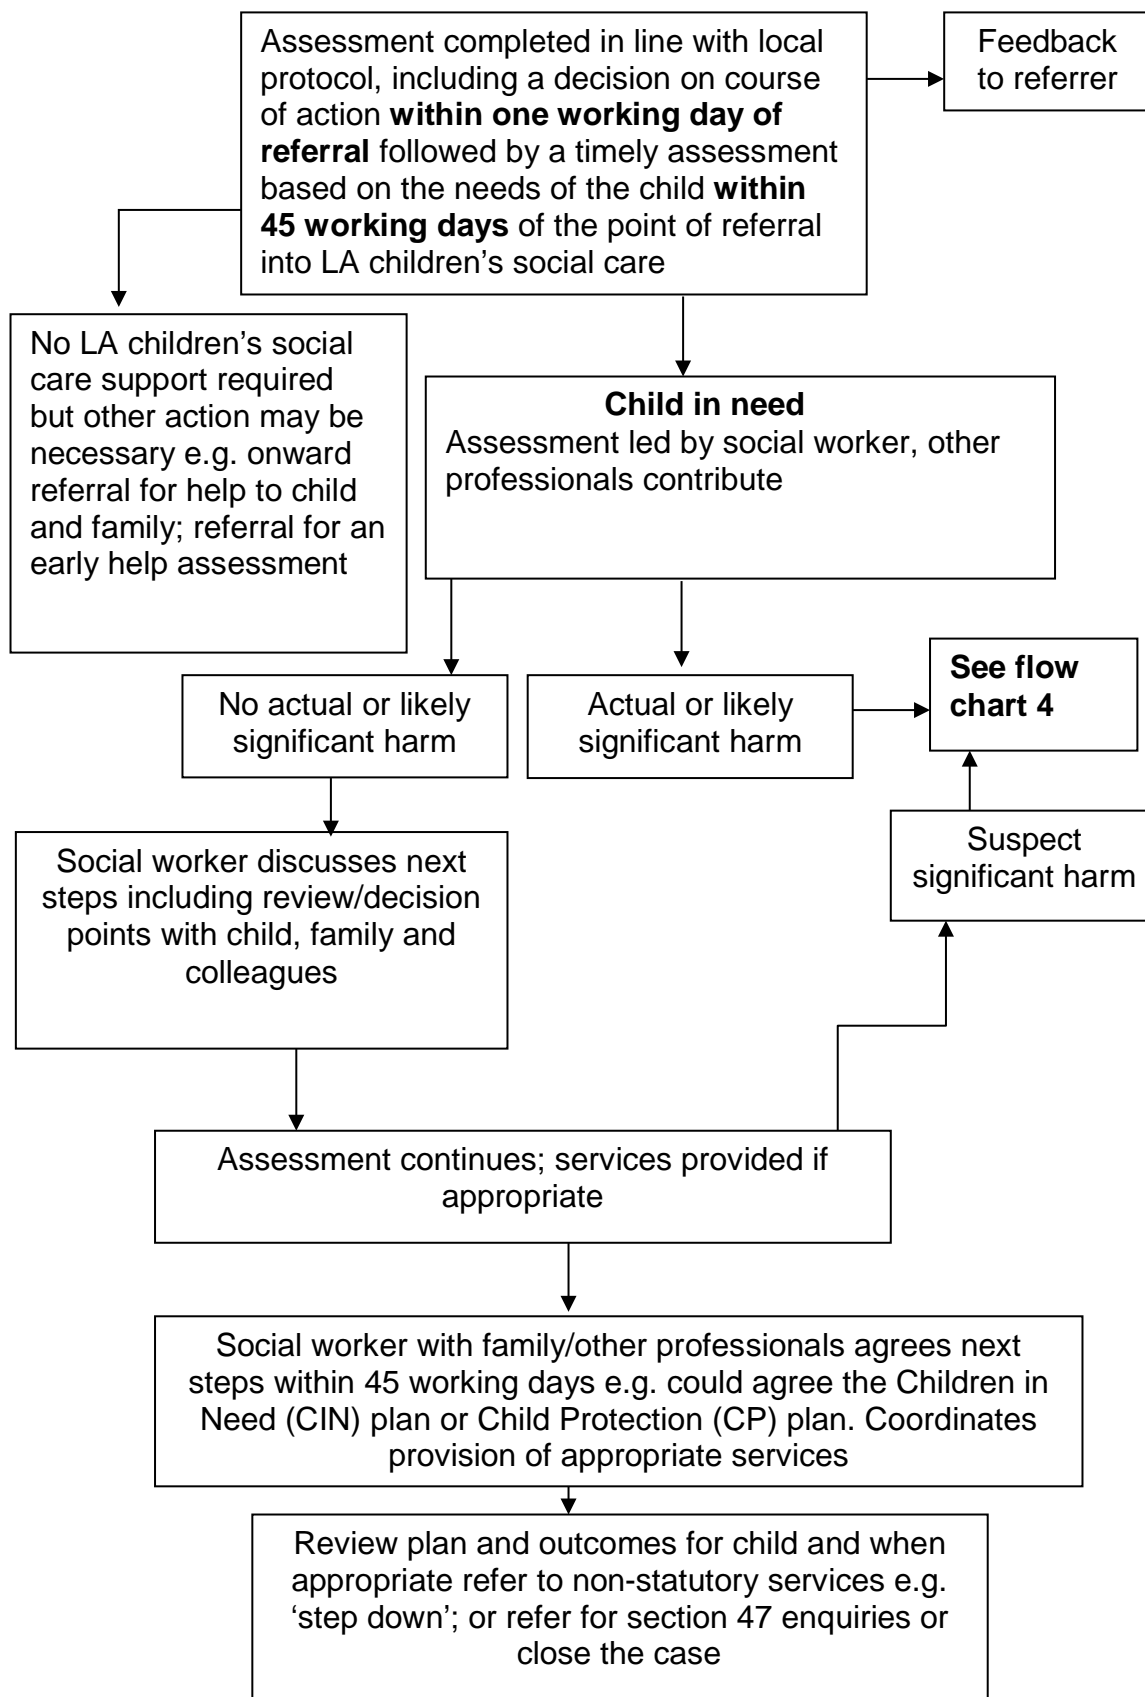 Assessment completed in line with local
protocol, including a decision on course
of action within one working day of
referral followed by a timely assessment
based on the needs of the child within
45 working days of the point of referral
into LA children’s social care
Feedback
to referrer
No LA children’s social
care support required
but other action may be
necessary e.g. onward
referral for help to child
and family; referral for an
early help assessment
Child in need
Assessment led by social worker, other
professionals contribute
No actual or likely
significant harm
Actual or likely
significant harm
See flow
chart 4
Suspect
significant harm
Social worker discusses next
steps including review/decision
points with child, family and
colleagues
Assessment continues; services provided if
appropriate
Social worker with family/other professionals agrees next
steps within 45 working days e.g. could agree the Children in
Need (CIN) plan or Child Protection (CP) plan. Coordinates
provision of appropriate services
Review plan and outcomes for child and when
appropriate refer to non-statutory services e.g.
‘step down’; or refer for section 47 enquiries or
close the case